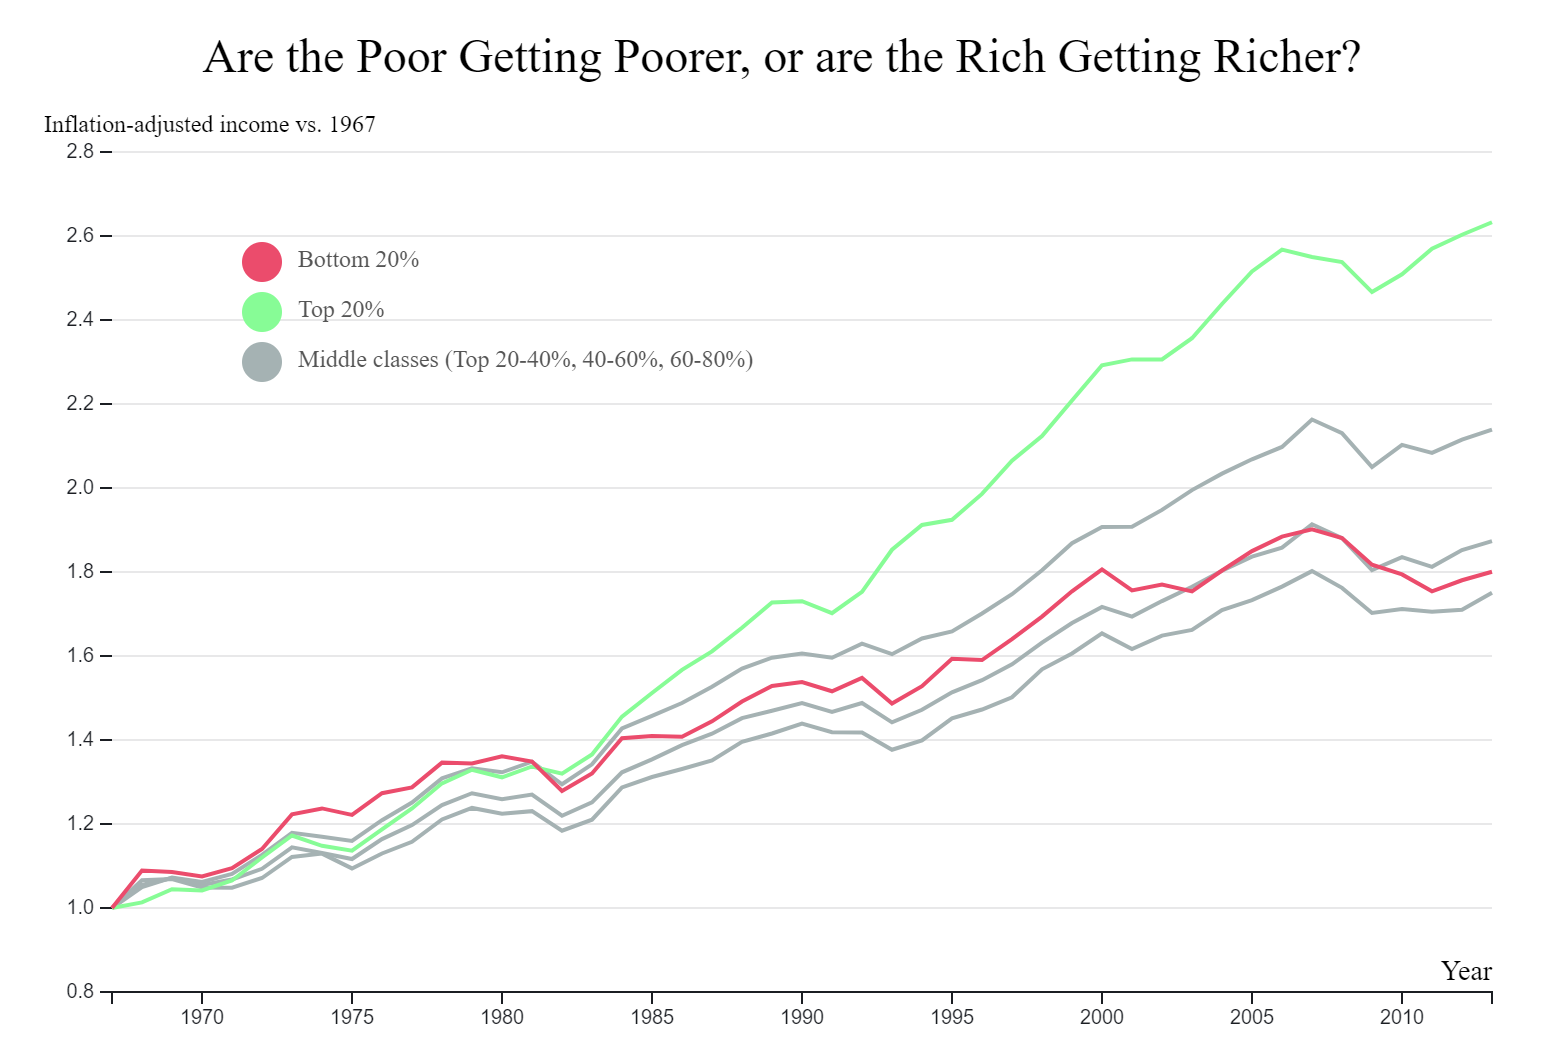 Are the Poor Getting Poorer, or are the Rich Getting Richer?
Inflation-adjusted income vs. 1967
2.8
2.6
Bottom 20%
Top 20%
2.4
Middle classes (Top 20-40%, 40-60%, 60-80%)
2.2
2.0
1.8
1.6
1.4
1.2
1.0
Year
0.8
1970 1975 1980 1985 1990 1995 2000 2005 2010